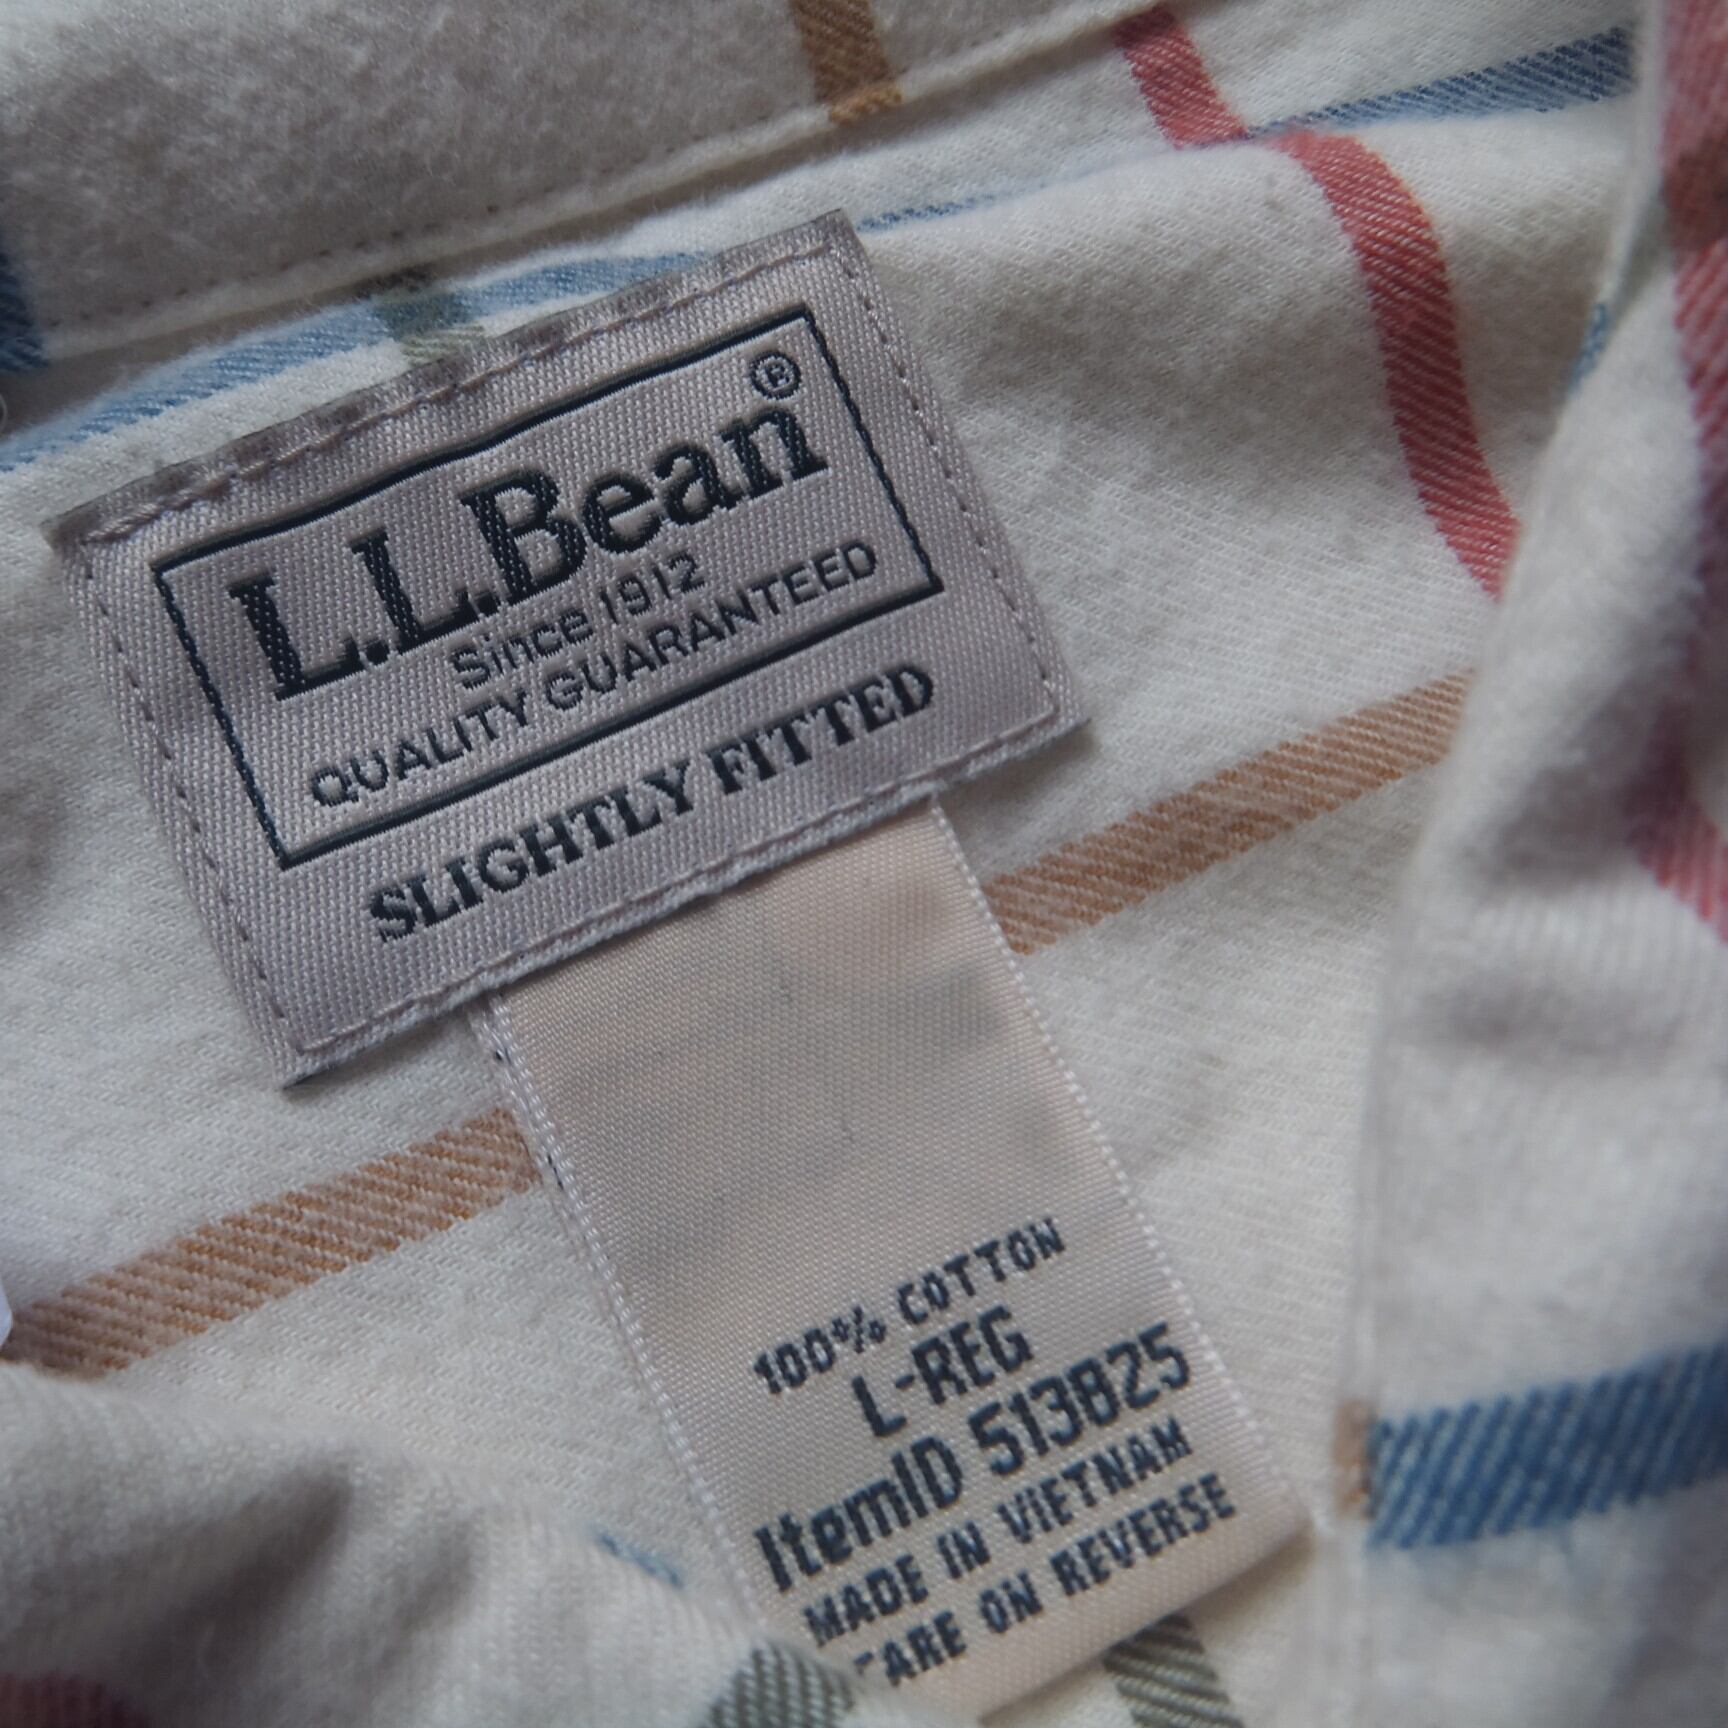 L.L.Bean®
Since 1912
QUALITY GUARANTEED
SLIGHTLY FITTED
100% COTTON
L-REG
ItemID 513825
MADE IN VIETNAM
CARE ON REVERSE